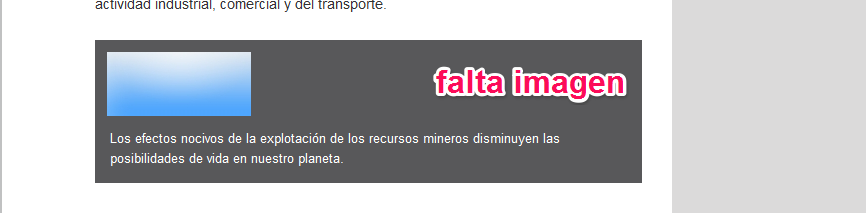 actividad industrial, comercial y del transporte.
falta imagen
Los efectos nocivos de la explotación de los recursos mineros disminuyen las
posibilidades de vida en nuestro planeta.